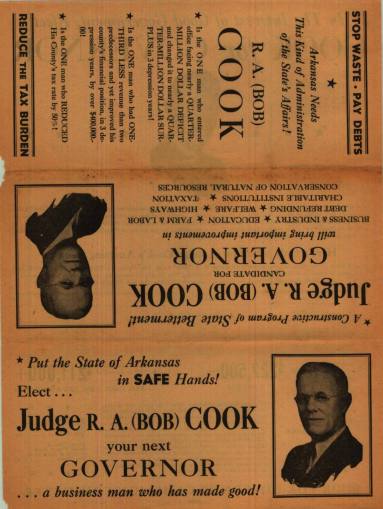 STOP WASTE - PAY DEBTS
★ Arkansas Needs
This Kind of Administration
of the State's Affairs!
R. A. (BOB)
COOK
★ Is the ONE man who entered
office facing nearly a QUARTER-
MILLION DOLLAR DEFICIT
and changed it to nearly a QUAR-
TER-MILLION DOLLAR SUR-
PLUS in 3 depression years!
★ Is the ONE man who had ONE-
THIRD LESS revenue than two
predecessors and yet improved his
county's financial position, in 3 de-
pression years, by over $400,000-
00!
★ Is the ONE man who REDUCED
His County's tax rate by 50%!
REDUCE THE TAX BURDEN
★ A Constructive Program of State Betterment!
Judge R. A. (BOB) COOK
CANDIDATE FOR
GOVERNOR
will bring important improvements in
BUSINESS & INDUSTRY ★ EDUCATION ★ FARM & LABOR
DEBT REFUNDING ★ WELFARE ★ HIGHWAYS
CHARITABLE INSTITUTIONS ★ TAXATION
CONSERVATION OF NATURAL RESOURCES
★ Put the State of Arkansas
in SAFE Hands!
Elect . . .
Judge R. A. (BOB) COOK
your next
GOVERNOR
. . . a business man who has made good!